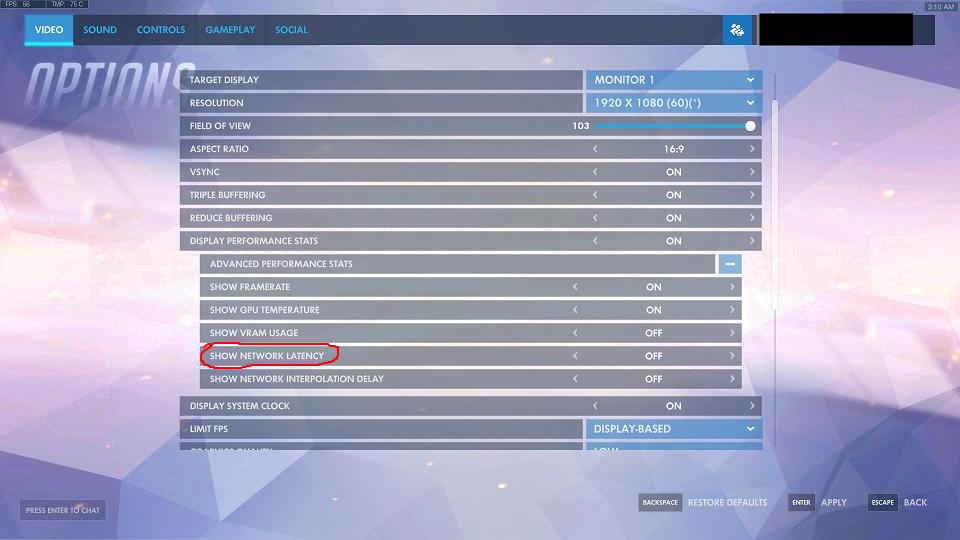 FPS: 56 TMP: 75 C
3:10 AM
VIDEO SOUND CONTROLS GAMEPLAY SOCIAL
OPTIONS
TARGET DISPLAY MONITOR 1
RESOLUTION 1920 X 1080 (60)(*)
FIELD OF VIEW 103
ASPECT RATIO 16:9
VSYNC ON
TRIPLE BUFFERING ON
REDUCE BUFFERING ON
DISPLAY PERFORMANCE STATS ON
ADVANCED PERFORMANCE STATS
SHOW FRAMERATE ON
SHOW GPU TEMPERATURE ON
SHOW VRAM USAGE OFF
SHOW NETWORK LATENCY OFF
SHOW NETWORK INTERPOLATION DELAY OFF
DISPLAY SYSTEM CLOCK ON
LIMIT FPS DISPLAY-BASED
GRAPHICS QUALITY LOW
PRESS ENTER TO CHAT
BACKSPACE RESTORE DEFAULTS ENTER APPLY ESCAPE BACK